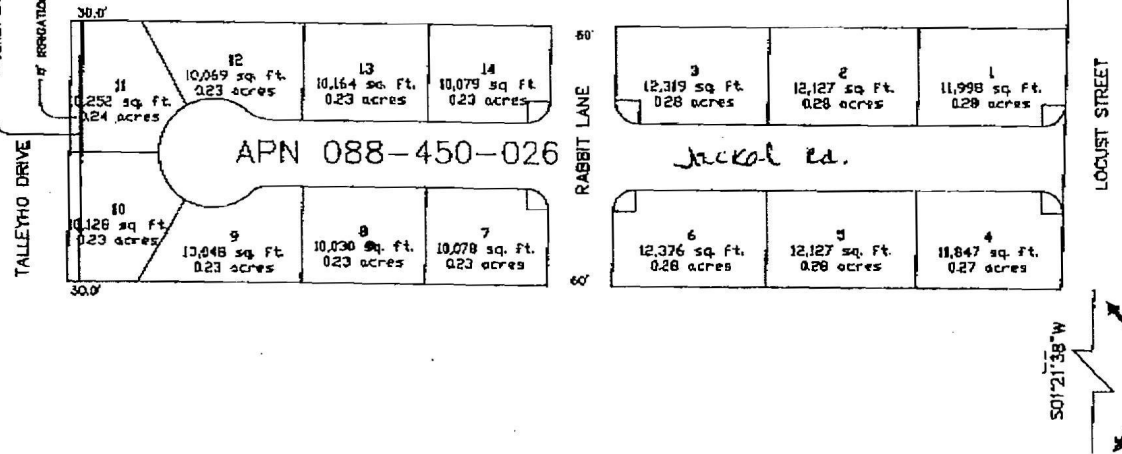 30.0'
60'
8' IRRIGATION
12
10,069 sq. ft.
0.23 acres
13
10,164 sq. ft.
0.23 acres
14
10,079 sq. ft.
0.23 acres
3
12,319 sq ft.
0.28 acres
2
12,127 sq. ft.
0.28 acres
1
11,998 sq. ft.
0.28 acres
11
10,252 sq ft.
0.24 acres
TALLEYHO DRIVE
APN 088-450-026
RABBIT LANE
Jackal Rd.
LOCUST STREET
10
10,128 sq ft.
0.23 acres
9
10,048 sq ft.
0.23 acres
8
10,030 sq. ft.
0.23 acres
7
10,078 sq ft.
0.23 acres
6
12,376 sq ft.
0.28 acres
5
12,127 sq ft.
0.28 acres
4
11,847 sq ft.
0.27 acres
30.0'
60'
S01°21'38"W